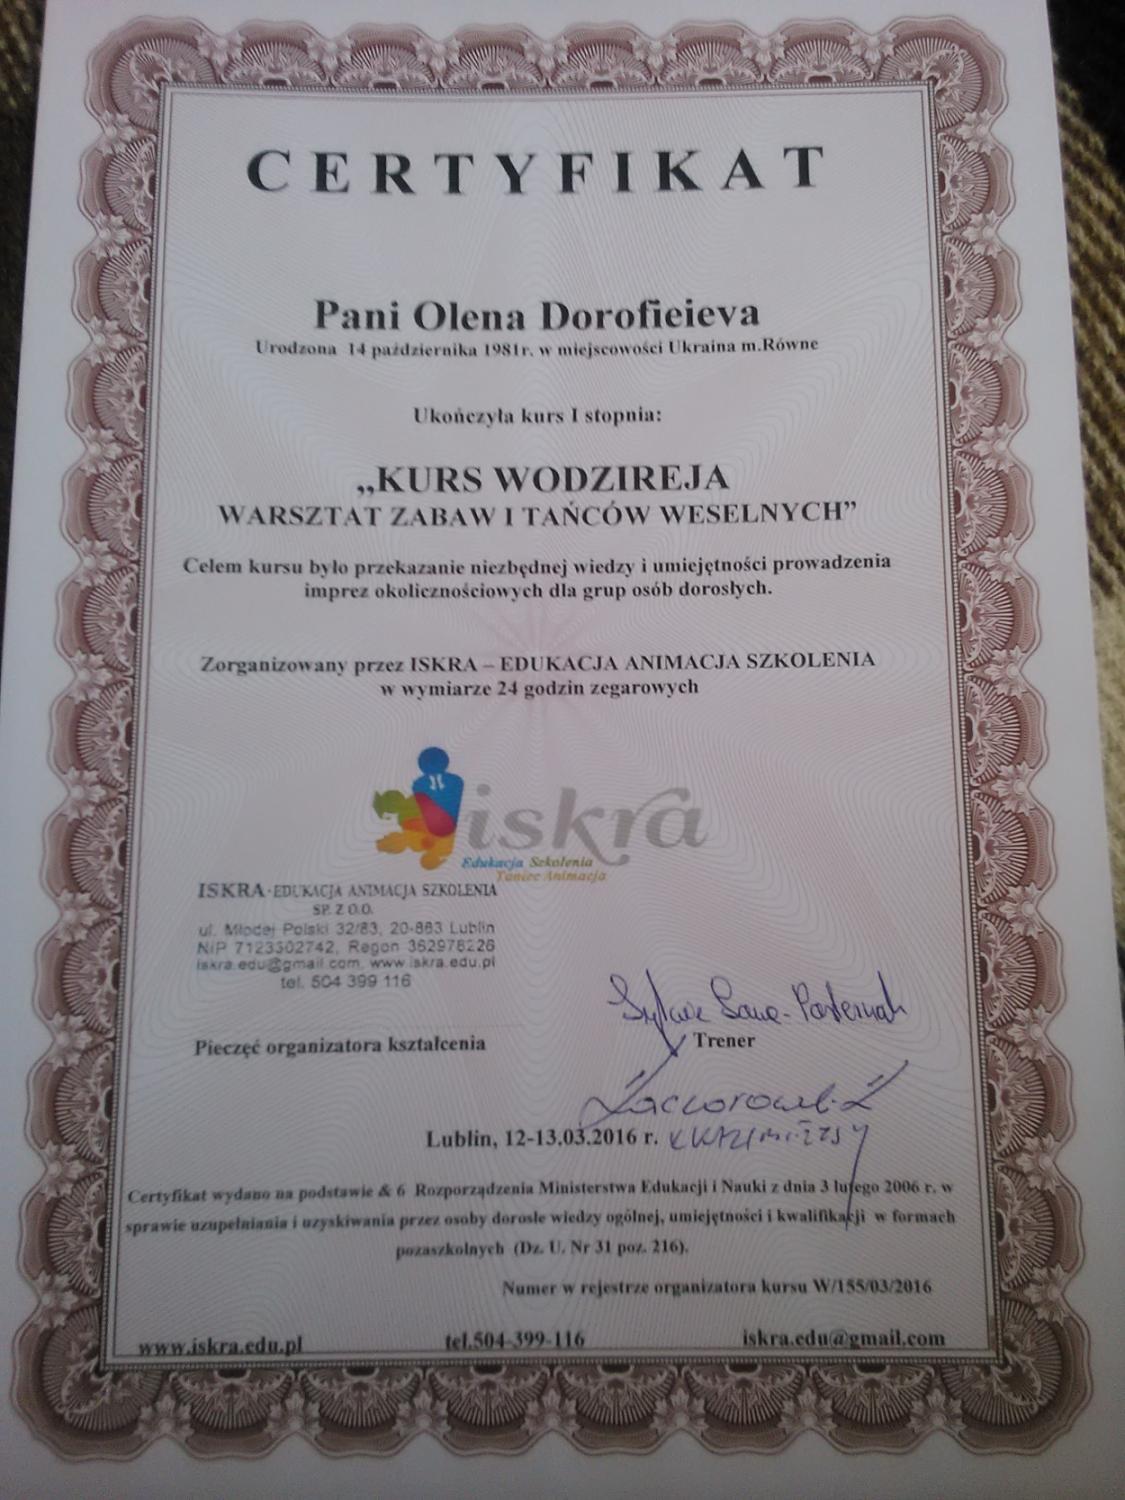 CERTYFIKAT
Pani Olena Dorofieieva
Urodzona 14 października 1981r. w miejscowości Ukraina m.Równe
Ukończyła kurs I stopnia:
„KURS WODZIREJA
WARSZTAT ZABAW I TAŃCÓW WESELNYCH”
Celem kursu było przekazanie niezbędnej wiedzy i umiejętności prowadzenia
imprez okolicznościowych dla grup osób dorosłych.
Zorganizowany przez ISKRA – EDUKACJA ANIMACJA SZKOLENIA
w wymiarze 24 godzin zegarowych
iskra
Edukacja Szkolenia
Taniec Animacja
ISKRA-EDUKACJA ANIMACJA SZKOLENIA
SP. Z O.O.
ul. Młodej Polski 32/83, 20-863 Lublin
NIP 7123302742, Regon 362978226
iskra.edu@gmail.com, www.iskra.edu.pl
tel. 504 399 116
Pieczęć organizatora kształcenia
Trener
Lublin, 12-13.03.2016 r.
Certyfikat wydano na podstawie & 6 Rozporządzenia Ministerstwa Edukacji i Nauki z dnia 3 lutego 2006 r. w
sprawie uzupełniania i uzyskiwania przez osoby dorosłe wiedzy ogólnej, umiejętności i kwalifikacji w formach
pozaszkolnych (Dz. U. Nr 31 poz. 216).
Numer w rejestrze organizatora kursu W/155/03/2016
www.iskra.edu.pl
tel.504-399-116
iskra.edu@gmail.com